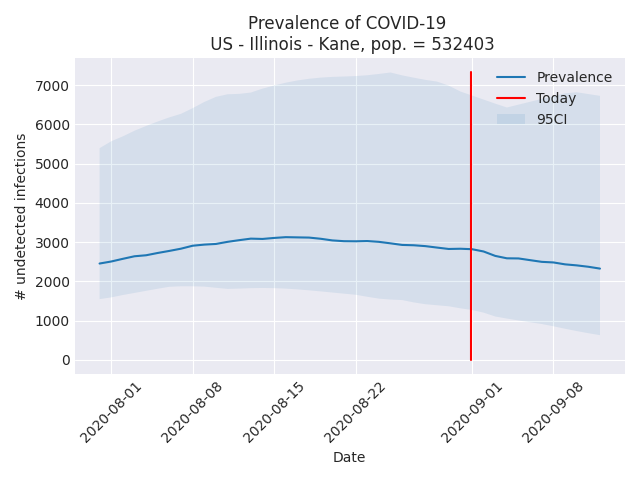 Prevalence of COVID-19
US - Illinois - Kane, pop. = 532403
# undetected infections
7000
6000
5000
4000
3000
2000
1000
0
Prevalence
Today
95CI
2020-08-01
2020-08-08
2020-08-15
2020-08-22
2020-09-01
2020-09-08
Date